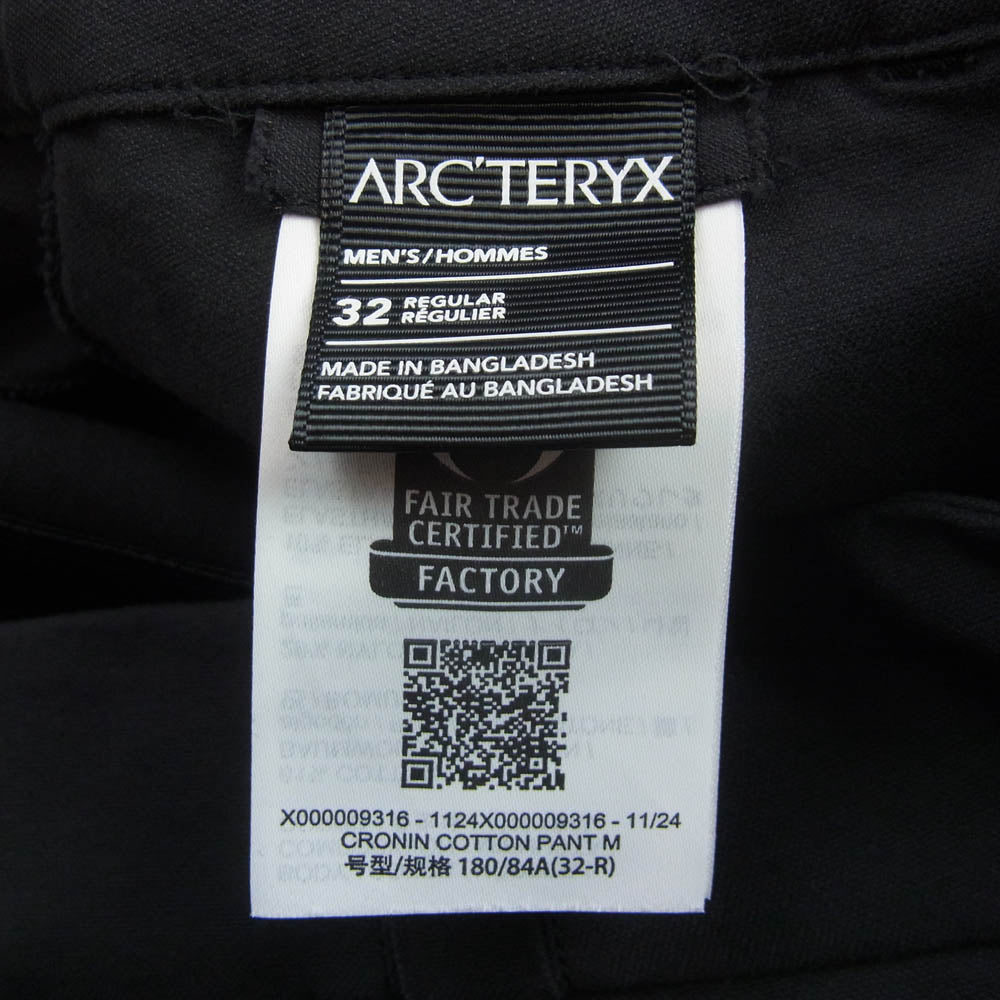 ARC'TERYX
MEN'S/HOMMES
32 REGULAR
RÉGULIER
MADE IN BANGLADESH
FABRIQUÉ AU BANGLADESH
FAIR TRADE
CERTIFIED™
FACTORY
X000009316 - 1124X000009316 - 11/24
CRONIN COTTON PANT M
号型/规格 180/84A(32-R)